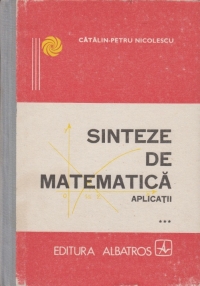 CĂTĂLIN-PETRU NICOLESCU
SINTEZE
DE
MATEMATICĂ
APLICAȚII
***
EDITURA ALBATROS